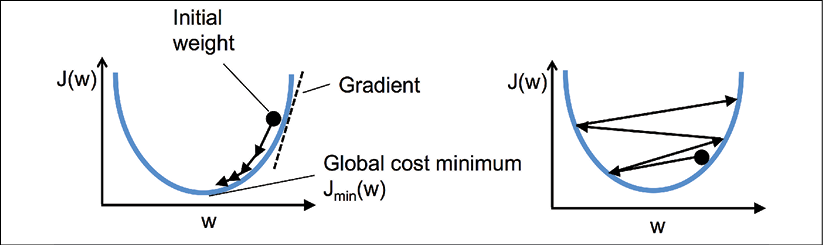 Initial
weight
J(w)
Gradient
Global cost minimum
Jmin(w)
w
J(w)
w